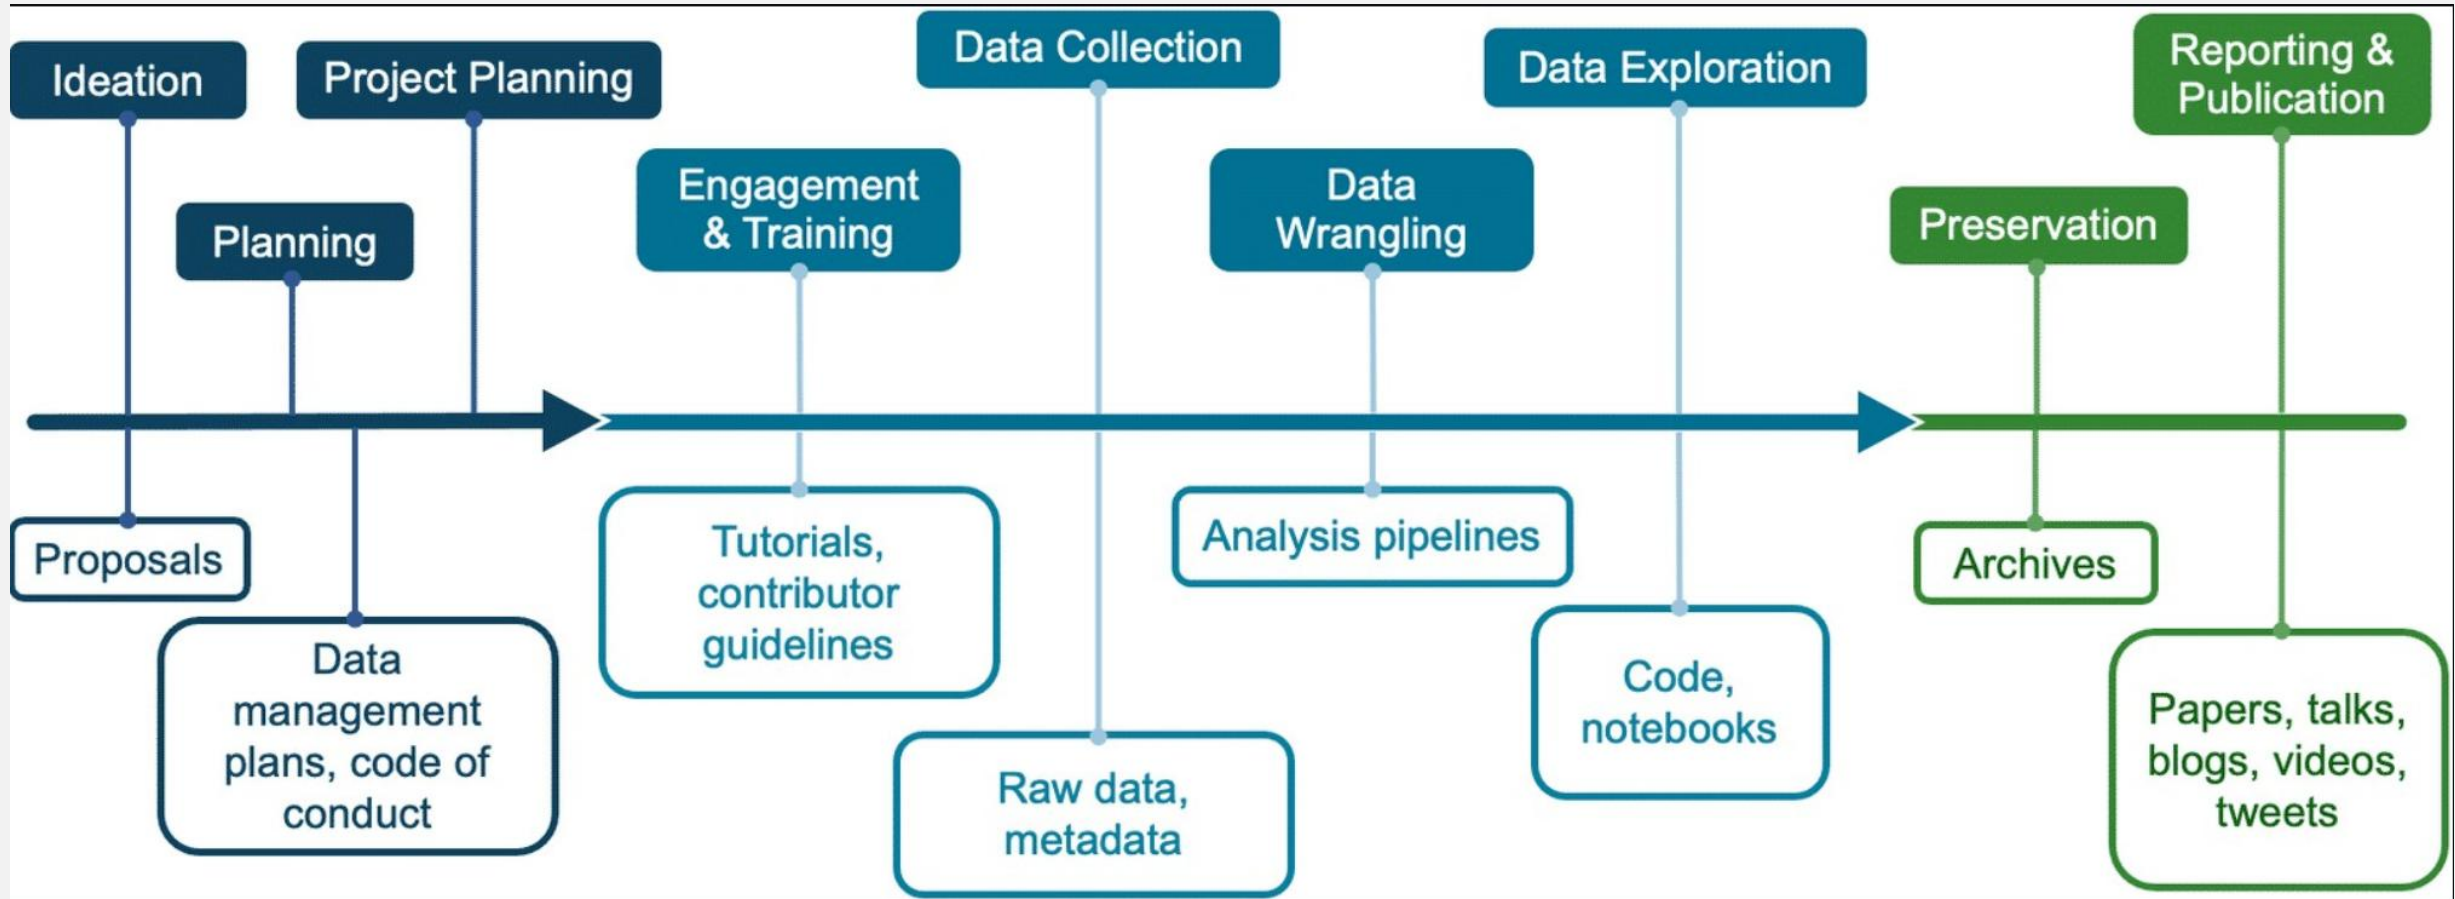 Ideation
Project Planning
Data Collection
Data Exploration
Reporting &
Publication
Planning
Engagement
& Training
Data
Wrangling
Preservation
Proposals
Data
management
plans, code of
conduct
Tutorials,
contributor
guidelines
Raw data,
metadata
Analysis pipelines
Code,
notebooks
Archives
Papers, talks,
blogs, videos,
tweets